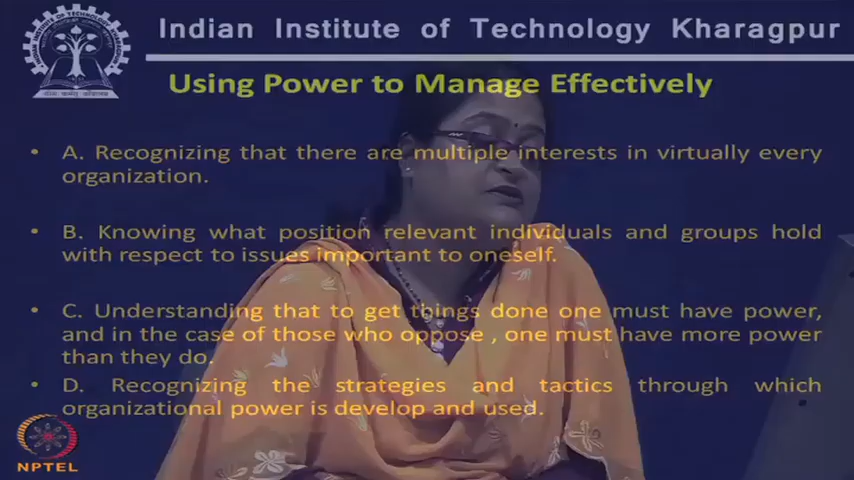 Indian Institute of Technology Kharagpur
Using Power to Manage Effectively
• A. Recognizing that there are multiple interests in virtually every
organization.
• B. Knowing what position relevant individuals and groups hold
with respect to issues important to oneself.
• C. Understanding that to get things done one must have power,
and in the case of those who oppose , one must have more power
than they do.
• D. Recognizing the strategies and tactics through which
organizational power is develop and used.
NPTEL